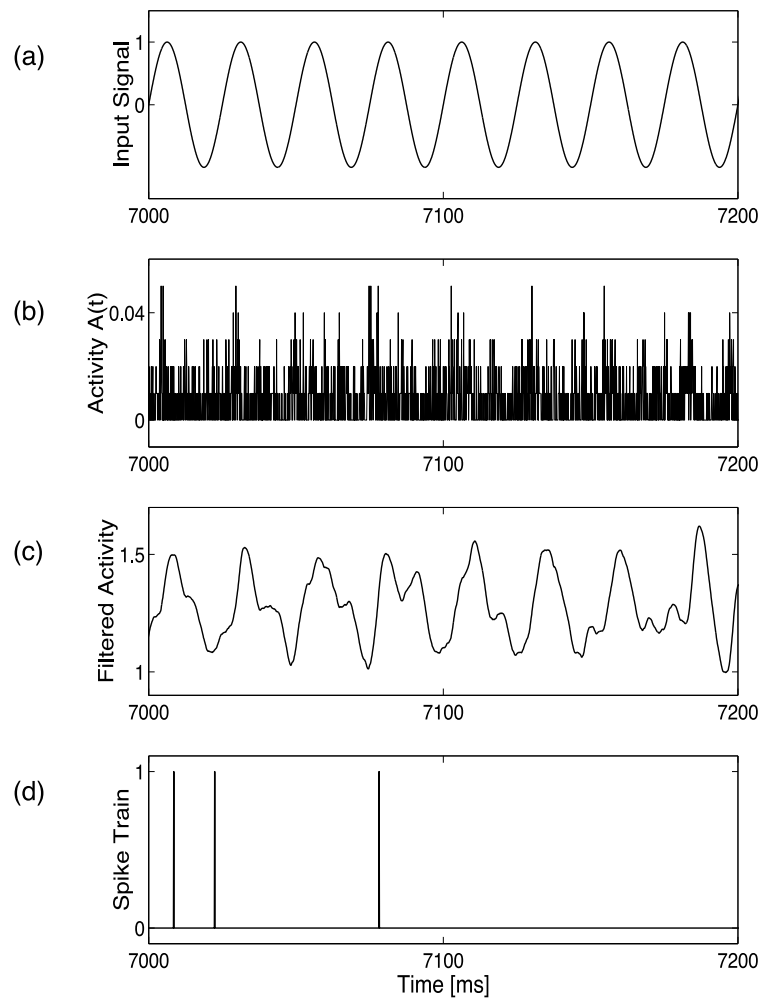 (a)
Input Signal
1
0
7000
7100
7200
(b)
Activity A(t)
0.04
0
7000
7100
7200
(c)
Filtered Activity
1.5
1
7000
7100
7200
(d)
Spike Train
1
0
7000
7100
7200
Time [ms]